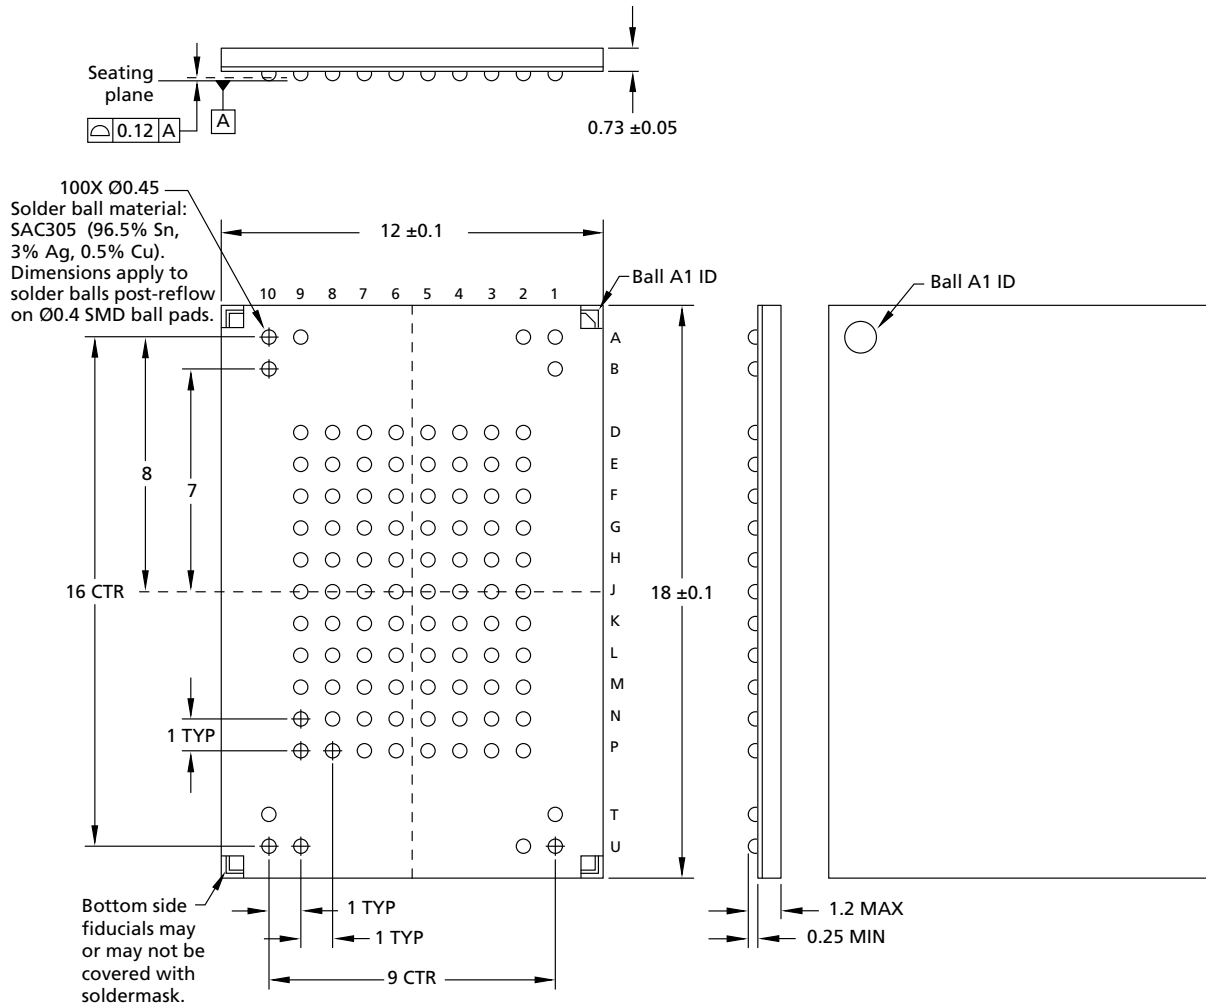 Seating
plane
0.12 A
A
0.73 ±0.05
100X Ø0.45
Solder ball material:
SAC305 (96.5% Sn,
3% Ag, 0.5% Cu).
Dimensions apply to
solder balls post-reflow
on Ø0.4 SMD ball pads.
12 ±0.1
Ball A1 ID
Ball A1 ID
10 9 8 7 6 5 4 3 2 1
A
B
D
E
F
G
H
J
K
L
M
N
P
T
U
8
7
16 CTR
18 ±0.1
1 TYP
Bottom side
fiducials may
or may not be
covered with
soldermask.
1 TYP
1 TYP
9 CTR
1.2 MAX
0.25 MIN